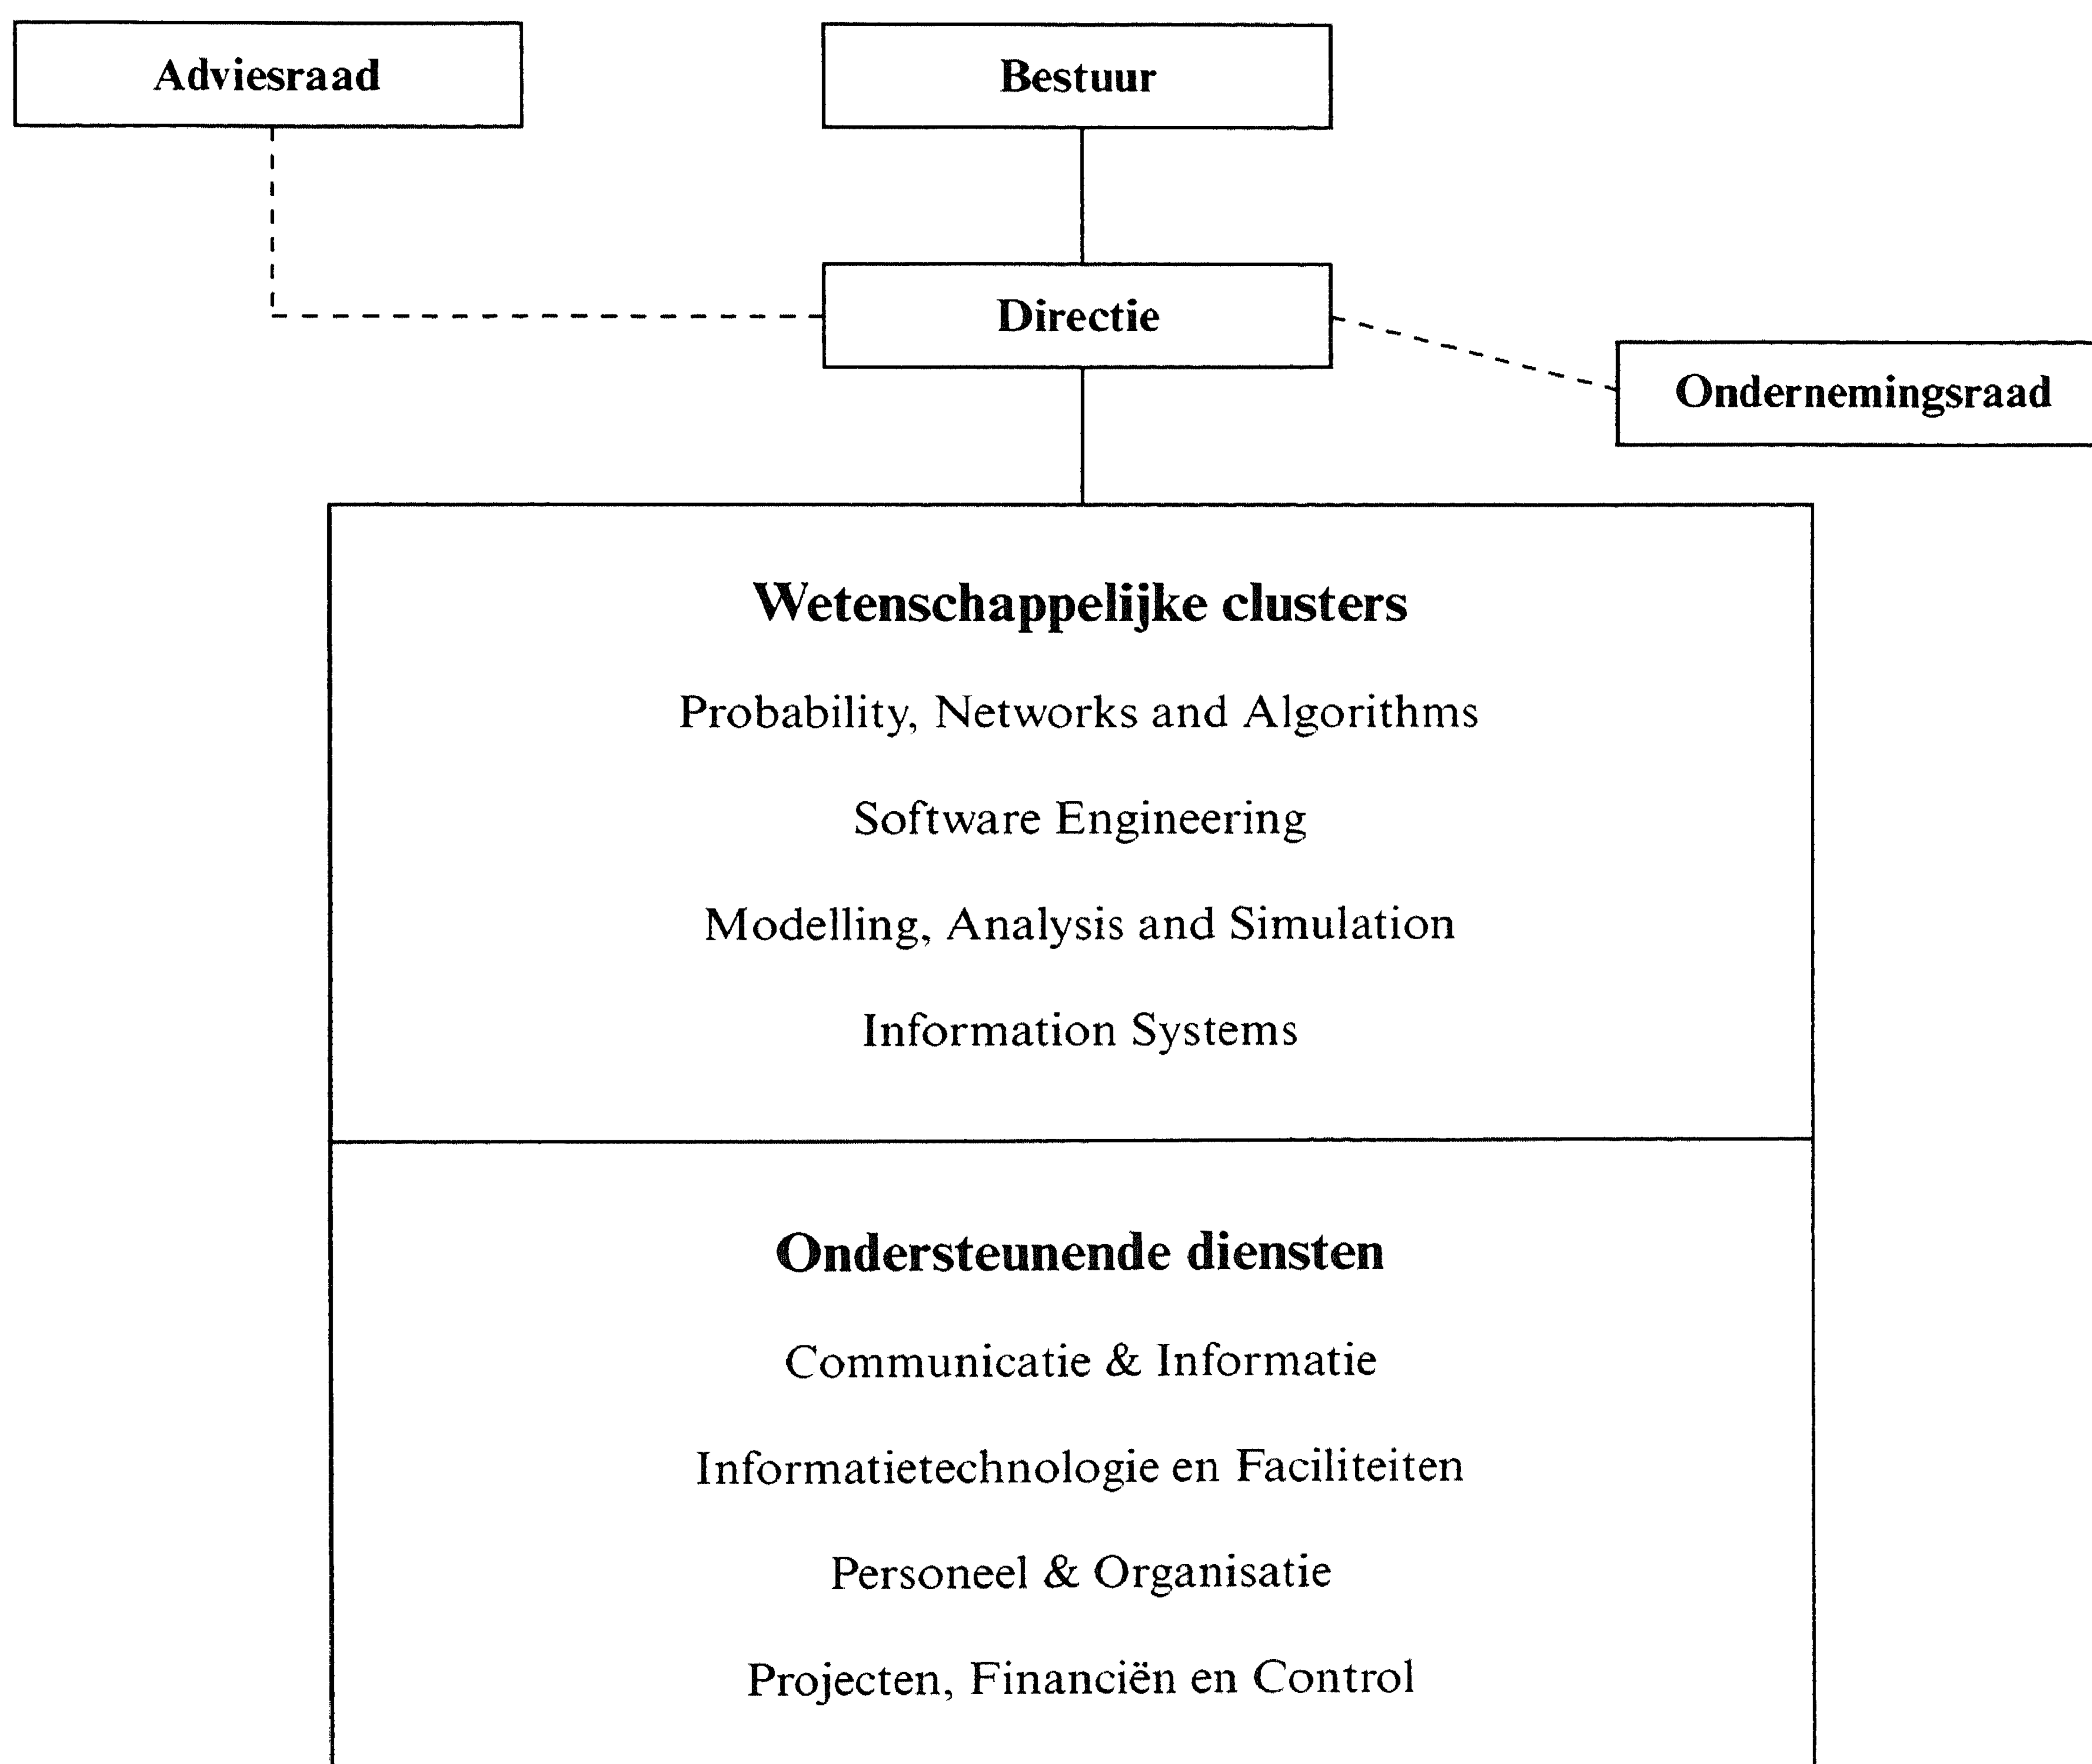 Adviesraad
Bestuur
Directie
Ondernemingsraad
Wetenschappelijke clusters
Probability, Networks and Algorithms
Software Engineering
Modelling, Analysis and Simulation
Information Systems
Ondersteunende diensten
Communicatie & Informatie
Informatietechnologie en Faciliteiten
Personeel & Organisatie
Projecten, Financiën en Control